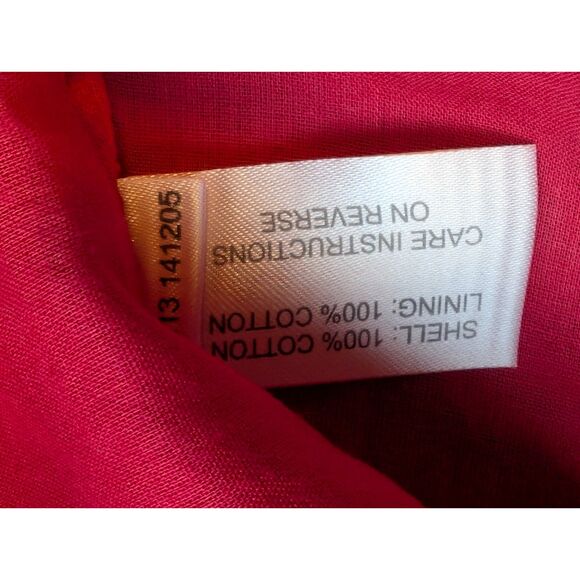 SHELL: 100% COTTON
LINING: 100% COTTON
CARE INSTRUCTIONS
ON REVERSE
13 141205